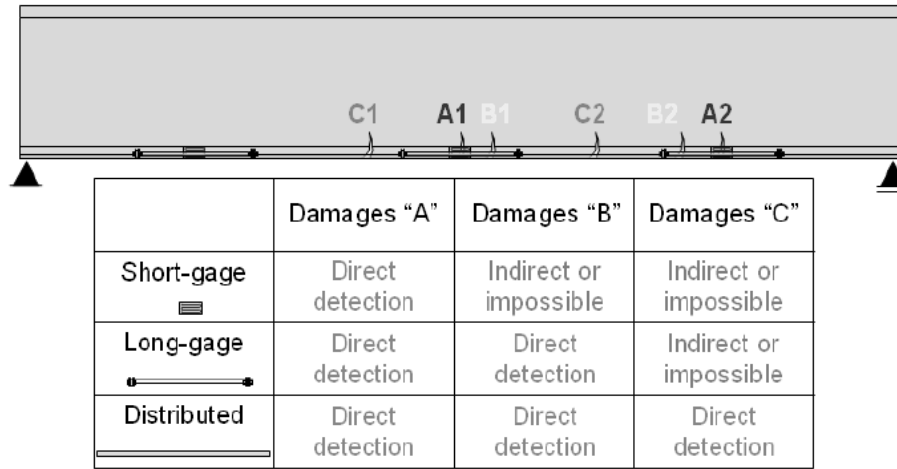 C1 A1 B1 C2 B2 A2
Damages “A” Damages “B” Damages “C”
Short-gage
Direct
detection
Indirect or
impossible
Indirect or
impossible
Long-gage
Direct
detection
Direct
detection
Indirect or
impossible
Distributed
Direct
detection
Direct
detection
Direct
detection